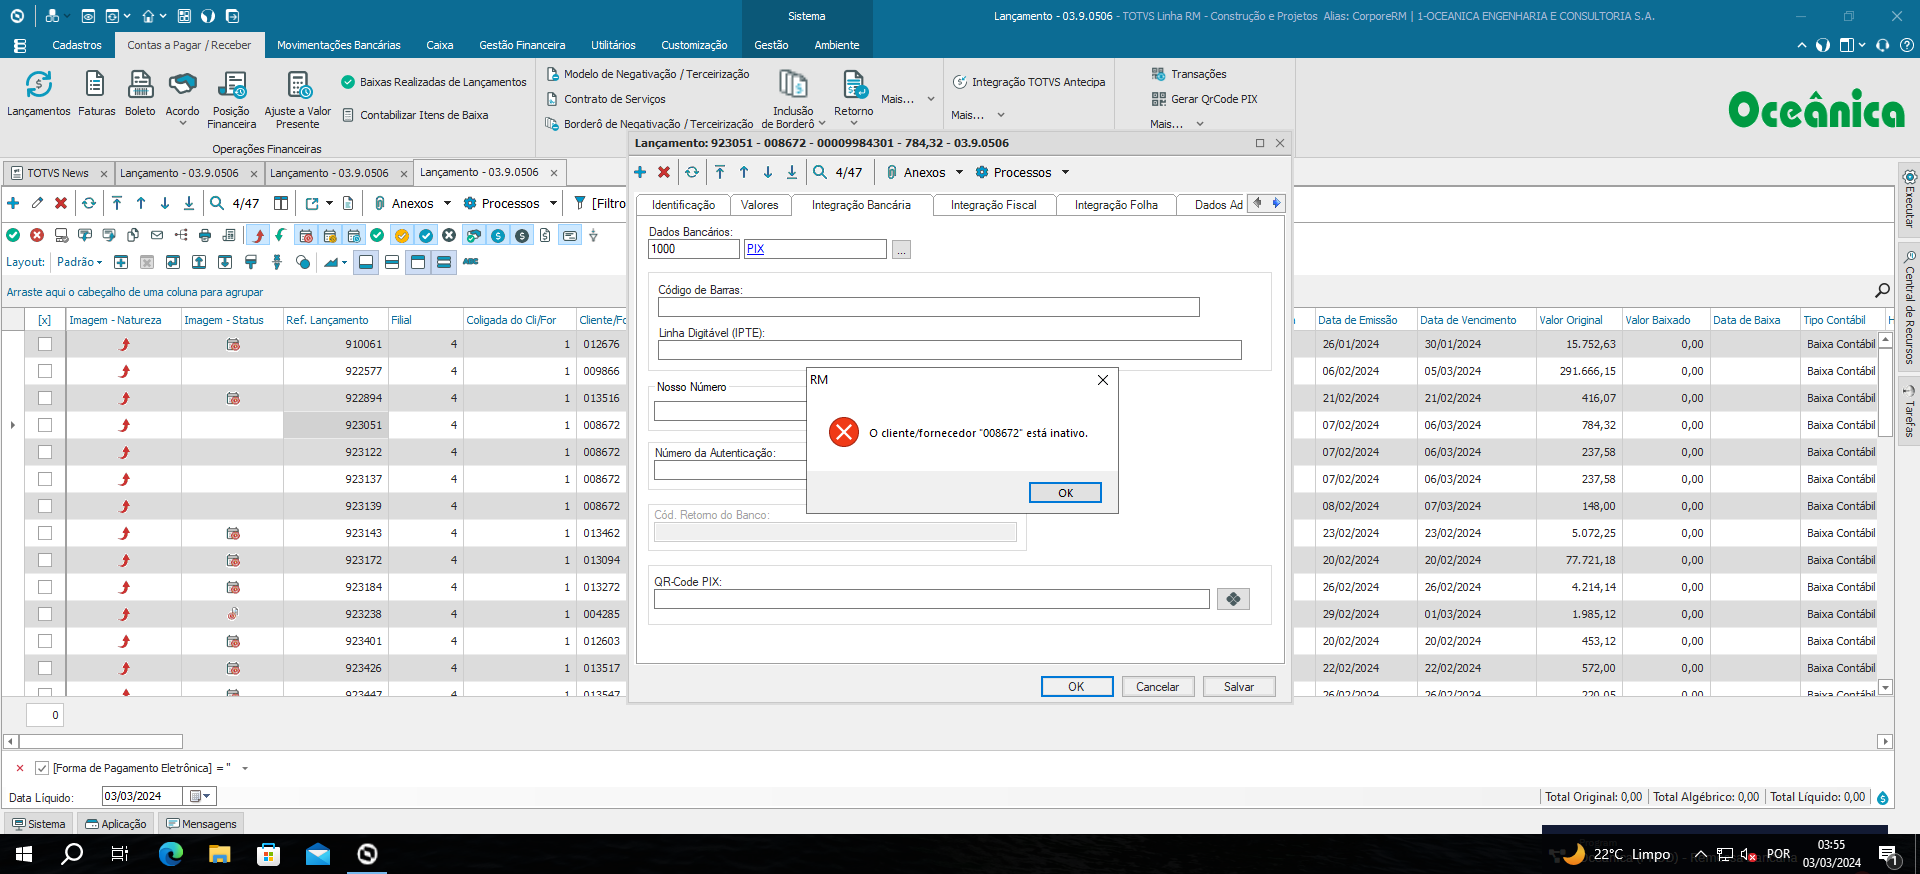 Sistema
Lançamento - 03.9.0506 - TOTVS Linha RM - Construção e Projetos  Alias: CorporeRM | 1-OCEANICA ENGENHARIA E CONSULTORIA S.A.
Cadastros
Contas a Pagar / Receber
Movimentações Bancárias
Caixa
Gestão Financeira
Utilitários
Customização
Gestão
Ambiente
Lançamentos
Faturas
Boleto
Acordo
Posição Financeira
Ajuste a Valor Presente
Baixas Realizadas de Lançamentos
Contabilizar Itens de Baixa
Operações Financeiras
Modelo de Negativação / Terceirização
Contrato de Serviços
Borderô de Negativação / Terceirização
Inclusão de Borderô
Retorno
Mais...
Integração TOTVS Antecipa
Mais...
Transações
Gerar QrCode PIX
Mais...
Oceânica
TOTVS News
Lançamento - 03.9.0506
Lançamento - 03.9.0506
Lançamento - 03.9.0506
4/47
Anexos
Processos
[Filtro
Layout:
Padrão
ABC
Arraste aqui o cabeçalho de uma coluna para agrupar
[x]
Imagem - Natureza
Imagem - Status
Ref. Lançamento
Filial
Coligada do Cli/For
Cliente/Fo
Data de Emissão
Data de Vencimento
Valor Original
Valor Baixado
Data de Baixa
Tipo Contábil
910061 4 1 012676 26/01/2024 30/01/2024 15.752,63 0,00 Baixa Contábil
922577 4 1 009866 06/02/2024 05/03/2024 291.666,15 0,00 Baixa Contábil
922894 4 1 013516 21/02/2024 21/02/2024 416,07 0,00 Baixa Contábil
923051 4 1 008672 07/02/2024 06/03/2024 784,32 0,00 Baixa Contábil
923122 4 1 008672 07/02/2024 06/03/2024 237,58 0,00 Baixa Contábil
923137 4 1 008672 07/02/2024 06/03/2024 237,58 0,00 Baixa Contábil
923139 4 1 008672 08/02/2024 07/03/2024 148,00 0,00 Baixa Contábil
923143 4 1 013462 23/02/2024 23/02/2024 5.072,25 0,00 Baixa Contábil
923172 4 1 013094 20/02/2024 20/02/2024 77.721,18 0,00 Baixa Contábil
923184 4 1 013272 26/02/2024 26/02/2024 4.214,14 0,00 Baixa Contábil
923238 4 1 004285 29/02/2024 01/03/2024 1.985,12 0,00 Baixa Contábil
923401 4 1 012603 20/02/2024 20/02/2024 453,12 0,00 Baixa Contábil
923426 4 1 013517 22/02/2024 22/02/2024 572,00 0,00 Baixa Contábil
923447 4 1 013547 26/02/2024 26/02/2024 220,05 0,00 Baixa Contábil
0
[Forma de Pagamento Eletrônica] = ''
Data Líquido:
03/03/2024
Total Original: 0,00
Total Algébrico: 0,00
Total Líquido: 0,00
Sistema
Aplicação
Mensagens
Executar
Central de Recursos
Tarefas
Lançamento: 923051 - 008672 - 00009984301 - 784,32 - 03.9.0506
4/47
Anexos
Processos
Identificação
Valores
Integração Bancária
Integração Fiscal
Integração Folha
Dados Ad
Dados Bancários:
1000
PIX
...
Código de Barras:
Linha Digitável (IPTE):
Nosso Número
Número da Autenticação:
Cód. Retorno do Banco:
QR-Code PIX:
OK
Cancelar
Salvar
RM
O cliente/fornecedor "008672" está inativo.
OK
22°C Limpo
POR
03:55
03/03/2024
1